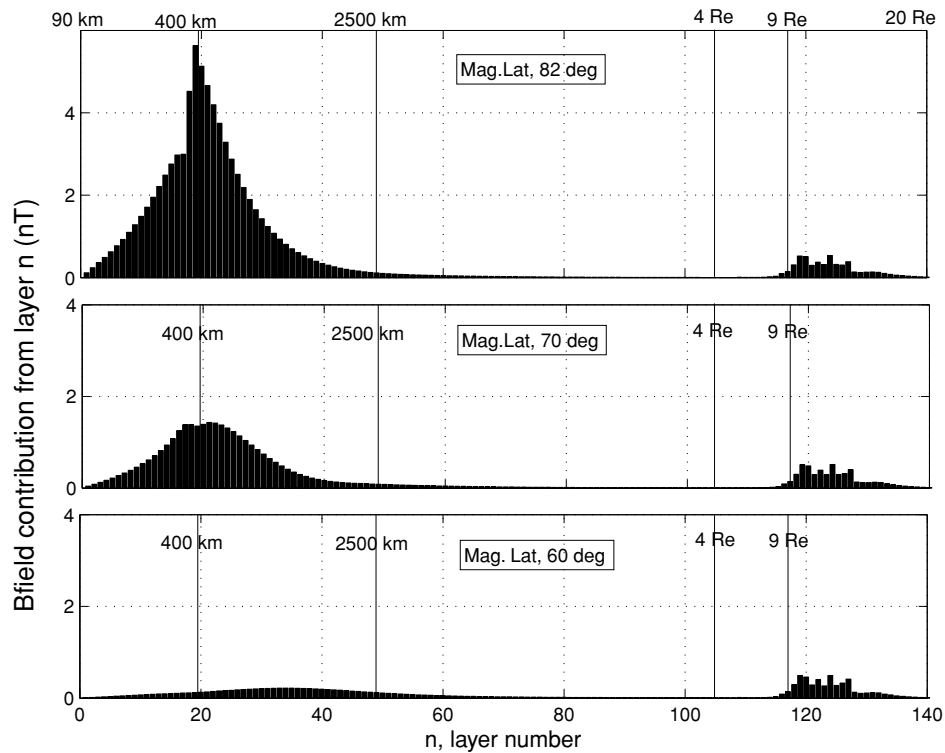 90 km 400 km 2500 km 4 Re 9 Re 20 Re
Mag.Lat, 82 deg
4
2
0
4
400 km 2500 km 4 Re 9 Re
Mag.Lat, 70 deg
2
0
4
400 km 2500 km 4 Re 9 Re
Mag. Lat, 60 deg
2
0
0 20 40 60 80 100 120 140
n, layer number
Bfield contribution from layer n (nT)